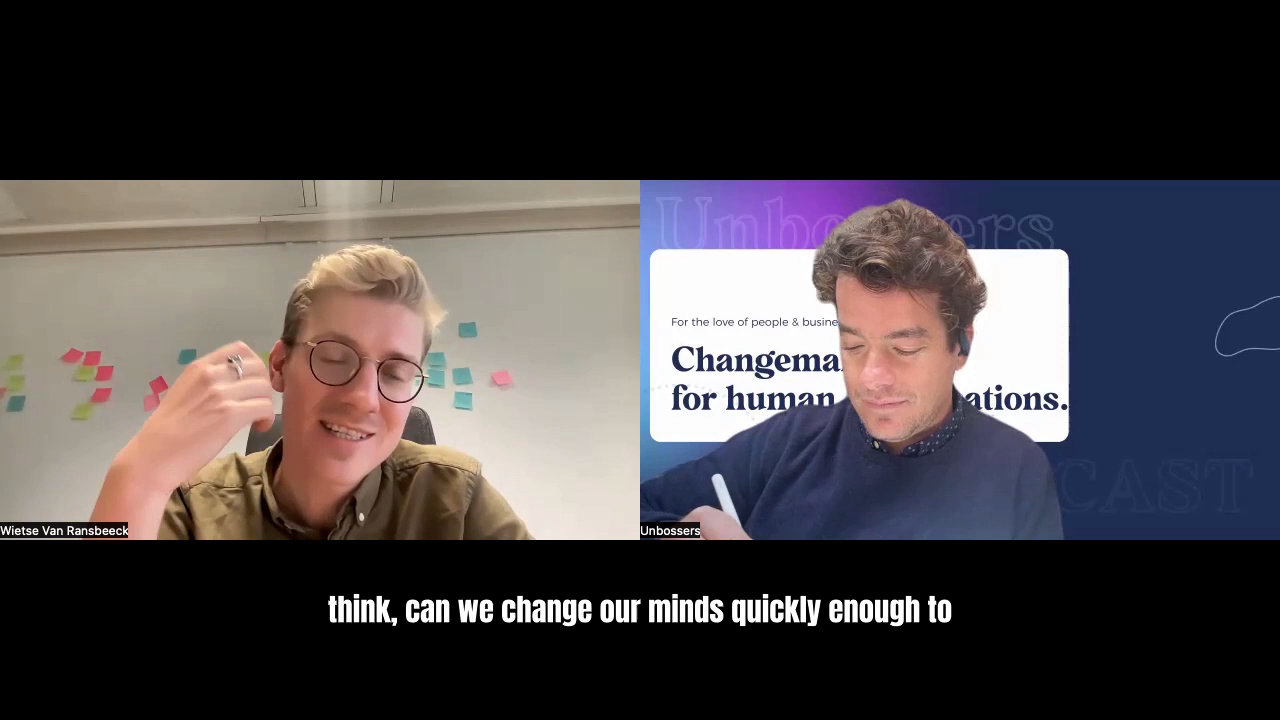 For the love of people & busine
Changema
for human ations.
CAST
Wietse Van Ransbeeck
Unbossers
think, can we change our minds quickly enough to